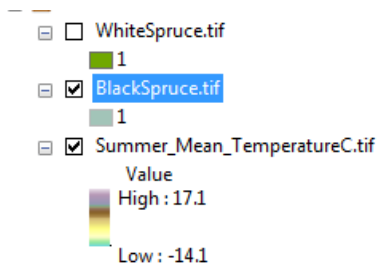 WhiteSpruce.tif
1
BlackSpruce.tif
1
Summer_Mean_TemperatureC.tif
Value
High : 17.1
Low : -14.1